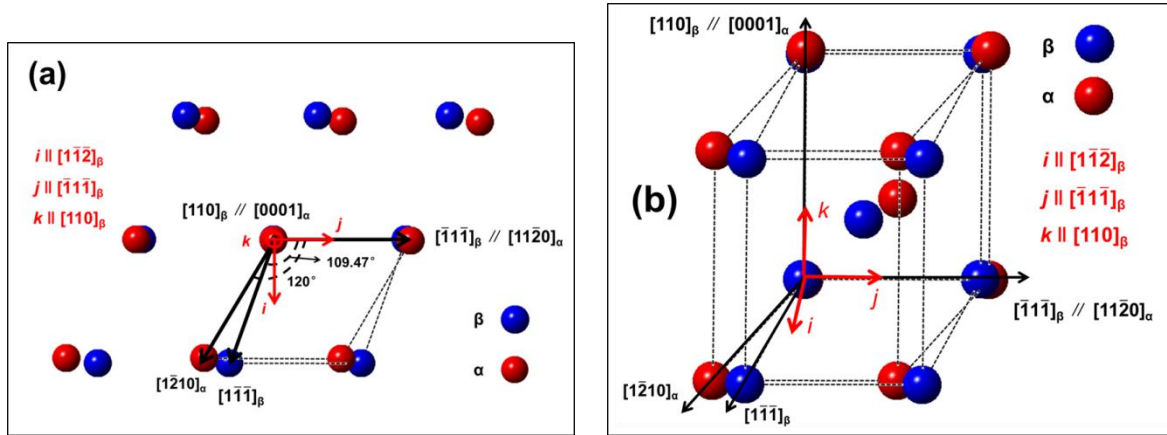 (a)
i ∥ [11̄2̄]β
j ∥ [1̄11̄]β
k ∥ [110]β
[110]β // [0001]α
k
j
[1̄11̄]β // [112̄0]α
109.47°
120°
i
β
α
[12̄10]α
[11̄1̄]β
(b)
[110]β // [0001]α
β
α
i ∥ [11̄2̄]β
j ∥ [1̄11̄]β
k ∥ [110]β
k
j
i
[1̄11̄]β // [112̄0]α
[12̄10]α
[11̄1̄]β